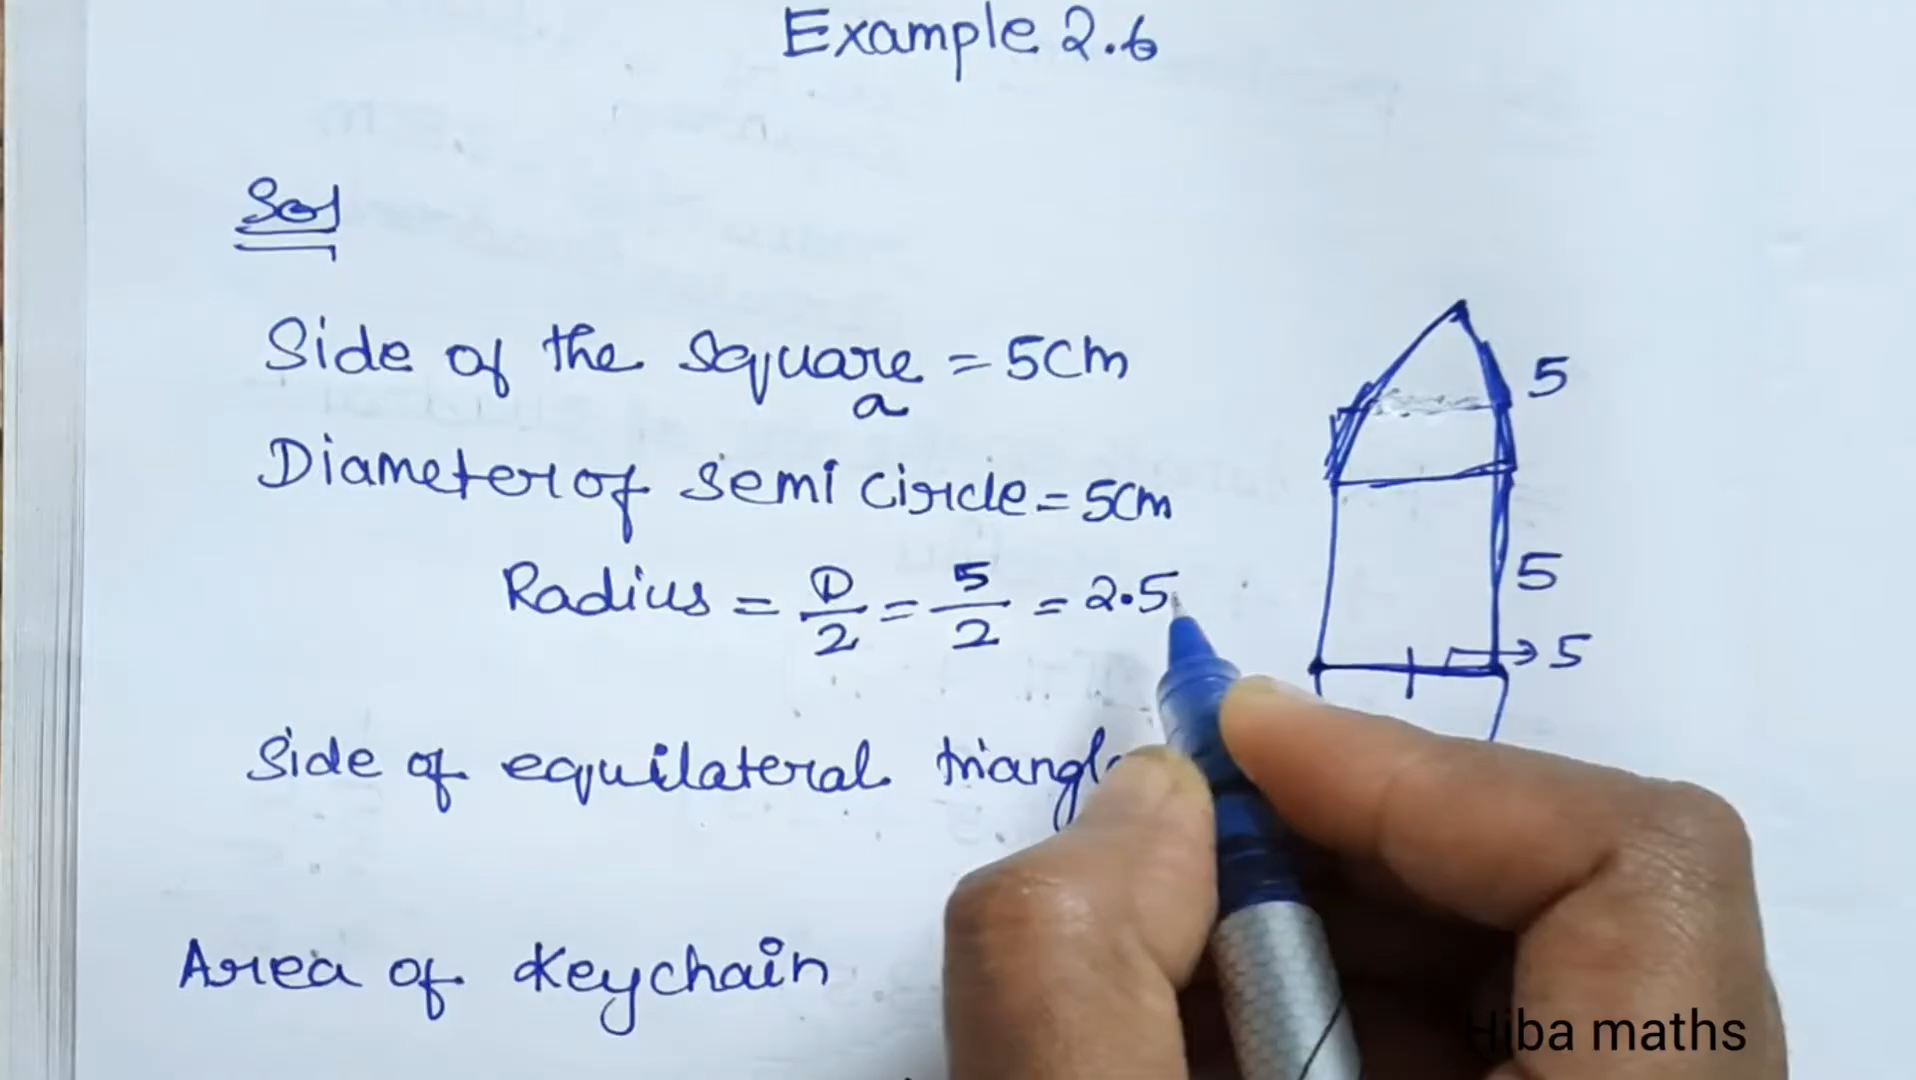 Example 2.6
Sol
Side of the square = 5cm
a
Diameter of semi circle = 5cm
Radius = D/2 = 5/2 = 2.5
Side of equilateral triangle
Area of Keychain
5
5
5
Hiba maths